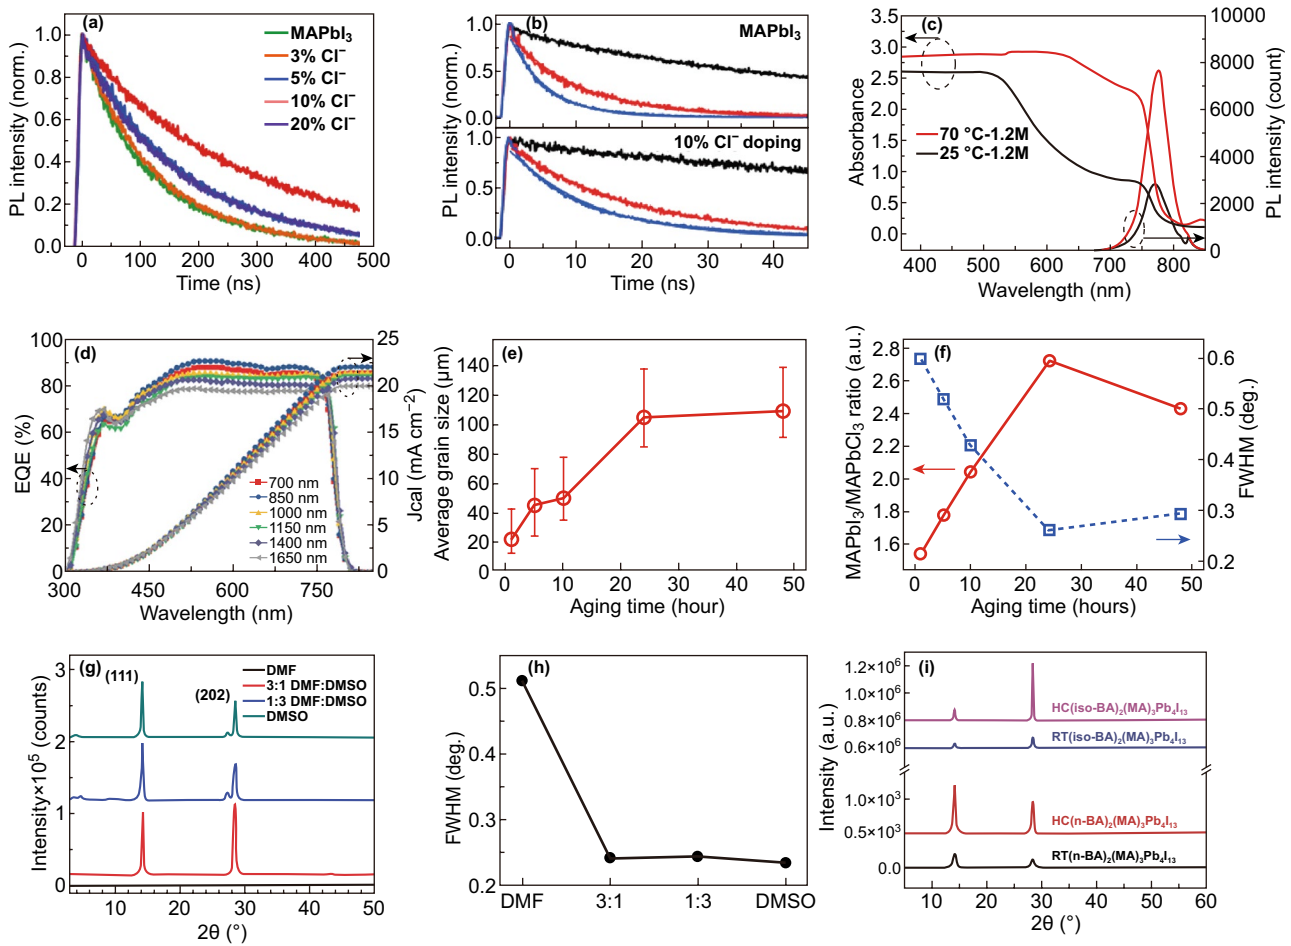 (a)
MAPbI₃
3% Cl⁻
5% Cl⁻
10% Cl⁻
20% Cl⁻
PL intensity (norm.)
1.0
0.8
0.6
0.4
0.2
0.0
0 100 200 300 400 500
Time (ns)
(b)
MAPbI₃
1.0
0.5
0.0
10% Cl⁻ doping
1.0
0.5
0.0
PL intensity (norm.)
0 10 20 30 40
Time (ns)
(c)
3.5
3.0
2.5
2.0
1.5
1.0
0.5
0.0
Absorbance
70 °C-1.2M
25 °C-1.2M
10000
8000
6000
4000
2000
0
PL intensity (count)
400 500 600 700 800
Wavelength (nm)
(d)
100
80
60
40
20
0
EQE (%)
25
20
15
10
5
0
Jcal (mA cm⁻²)
700 nm
850 nm
1000 nm
1150 nm
1400 nm
1650 nm
300 450 600 750
Wavelength (nm)
(e)
140
120
100
80
60
40
20
0
Average grain size (μm)
0 10 20 30 40 50
Aging time (hour)
(f)
2.8
2.6
2.4
2.2
2.0
1.8
1.6
MAPbI₃/MAPbCl₃ ratio (a.u.)
0.6
0.5
0.4
0.3
0.2
FWHM (deg.)
0 10 20 30 40 50
Aging time (hours)
(g)
(111)
(202)
DMF
3:1 DMF:DMSO
1:3 DMF:DMSO
DMSO
3
2
1
0
Intensity×10⁵ (counts)
10 20 30 40 50
2θ (°)
(h)
0.5
0.4
0.3
0.2
FWHM (deg.)
DMF 3:1 1:3 DMSO
(i)
1.2×10⁶
0.8×10⁶
0.6×10⁶
1.0×10³
0.5×10³
0.0
Intensity (a.u.)
HC(iso-BA)₂(MA)₃Pb₄I₁₃
RT(iso-BA)₂(MA)₃Pb₄I₁₃
HC(n-BA)₂(MA)₃Pb₄I₁₃
RT(n-BA)₂(MA)₃Pb₄I₁₃
10 20 30 40 50 60
2θ (°)